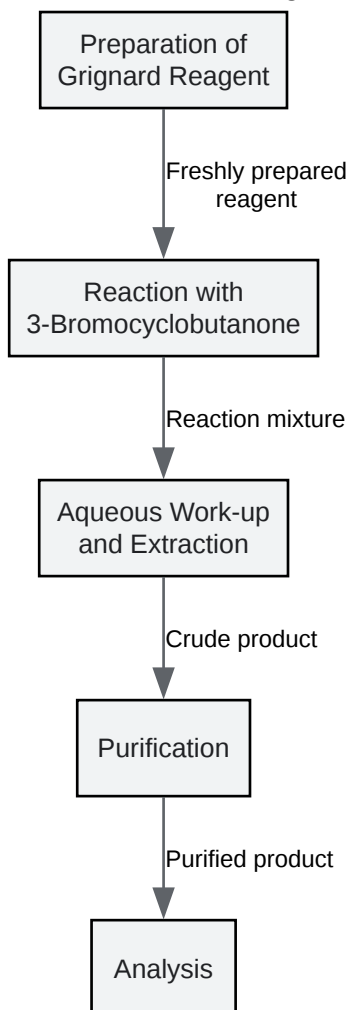 Preparation of
Grignard Reagent
Freshly prepared
reagent
Reaction with
3-Bromocyclobutanone
Reaction mixture
Aqueous Work-up
and Extraction
Crude product
Purification
Purified product
Analysis